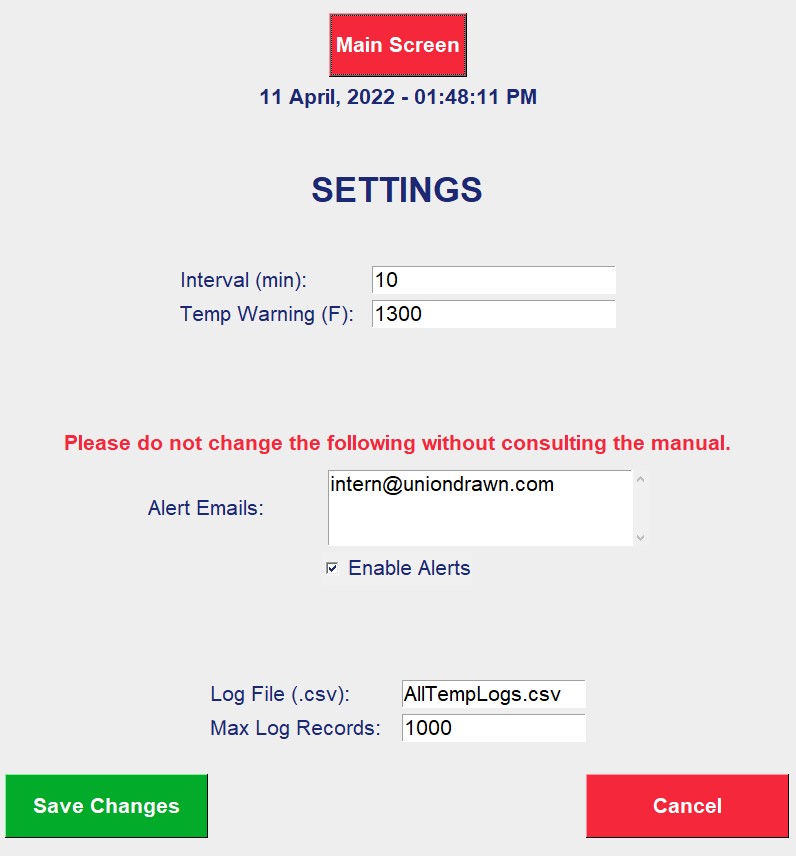 Main Screen
11 April, 2022 - 01:48:11 PM
SETTINGS
Interval (min): 10
Temp Warning (F): 1300
Please do not change the following without consulting the manual.
Alert Emails: intern@uniondrawn.com
Enable Alerts
Log File (.csv): AllTempLogs.csv
Max Log Records: 1000
Save Changes Cancel